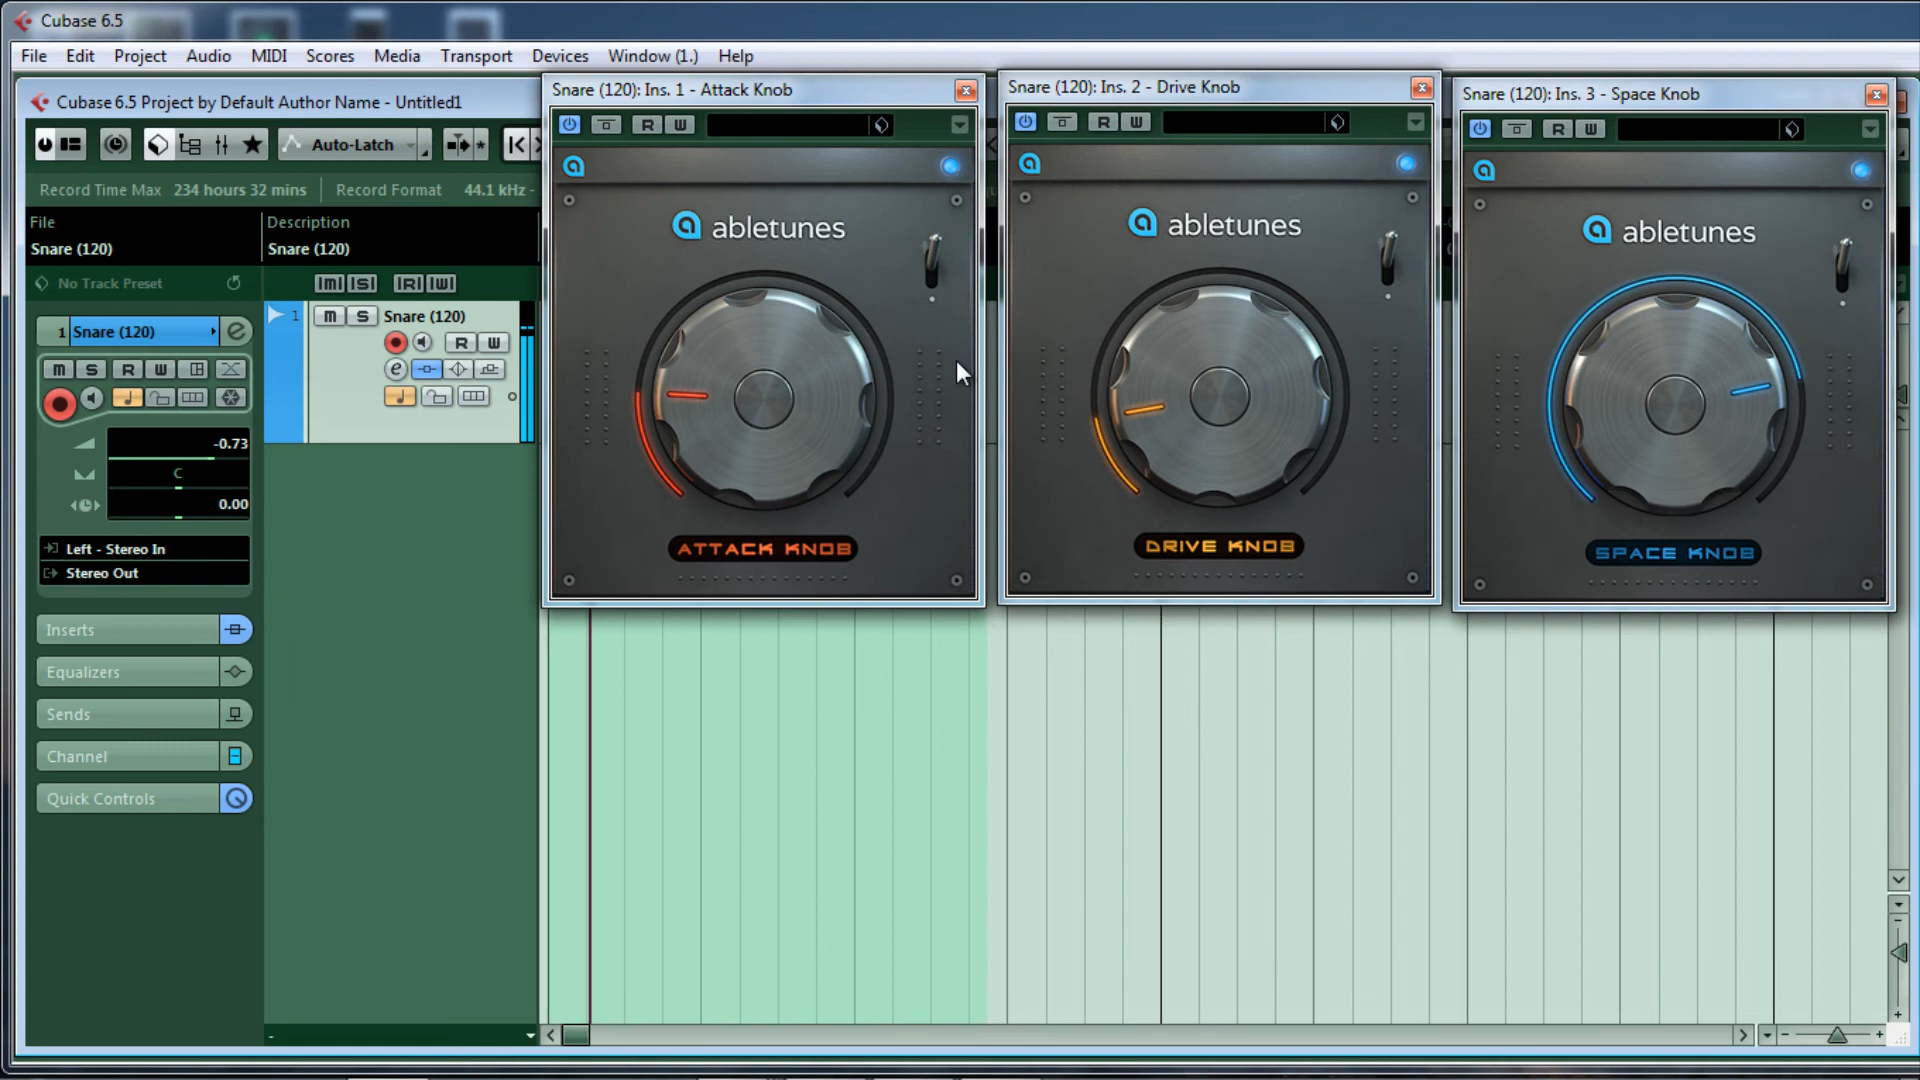 Cubase 6.5
File Edit Project Audio MIDI Scores Media Transport Devices Window (1.) Help
Cubase 6.5 Project by Default Author Name - Untitled1
Auto-Latch
Record Time Max 234 hours 32 mins Record Format 44.1 kHz -
File Description
Snare (120) Snare (120)
No Track Preset
M S R W
1 Snare (120) e
M S R W
-0.73
C
0.00
Left - Stereo In
Stereo Out
Inserts
Equalizers
Sends
Channel
Quick Controls
1 M S Snare (120)
R W
e
-
Snare (120): Ins. 1 - Attack Knob
R W
abletunes
ATTACK KNOB
Snare (120): Ins. 2 - Drive Knob
R W
abletunes
DRIVE KNOB
Snare (120): Ins. 3 - Space Knob
R W
abletunes
SPACE KNOB